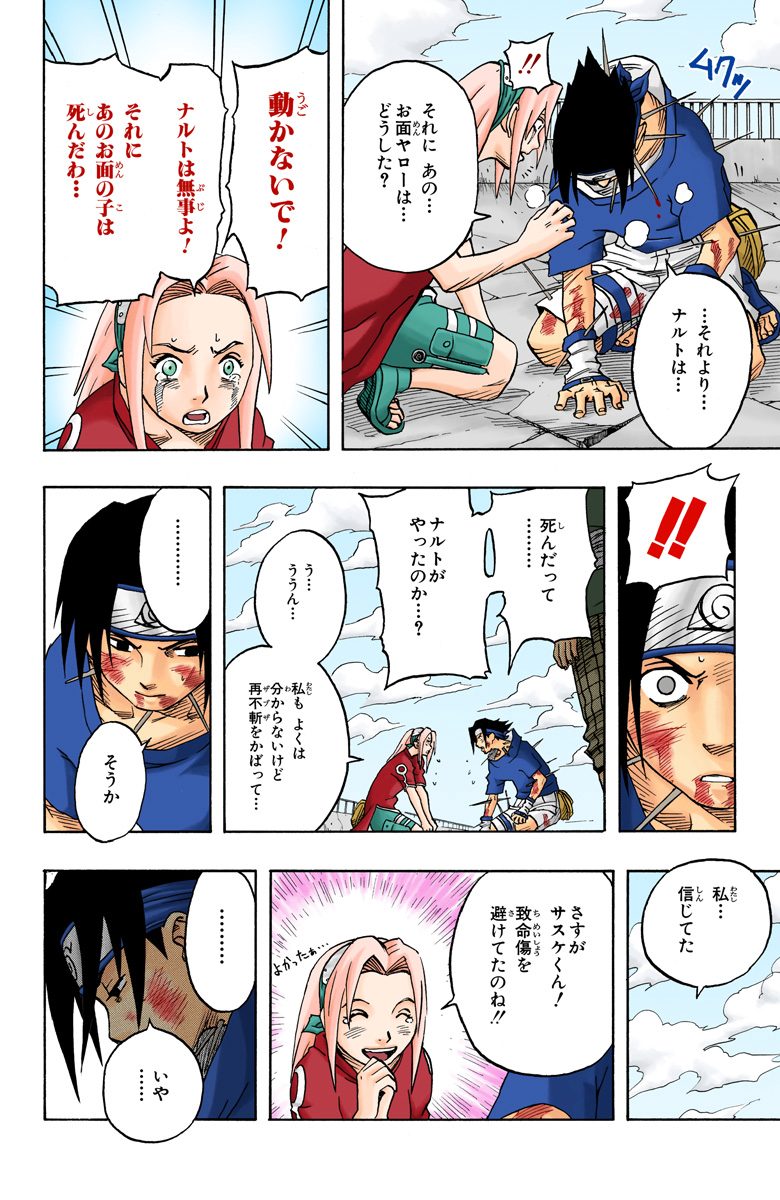 ムクッ
!!
…それより…
ナルトは…
それに あの…
お面ヤローは…
どうした?
動かないで!
ナルトは無事よ!
それに
あのお面の子は
死んだわ…
!!
死んだって
………
ナルトが
やったのか…?
う…
ううん…
私も よくは
分からないけど
再不斬をかばって…
………
そうか
私…
信じてた
さすが
サスケくん!
致命傷を
避けてたのね!!
よかったぁ…
………
いや
………